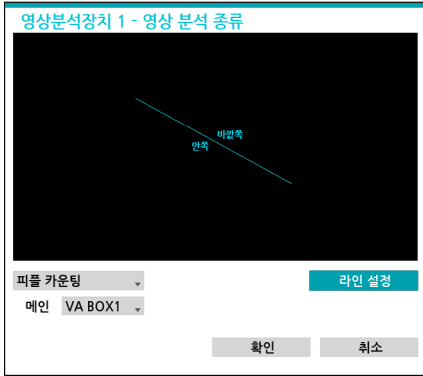 영상분석장치 1 - 영상 분석 종류
바깥쪽
안쪽
피플 카운팅
라인 설정
메인 VA BOX1
확인 취소